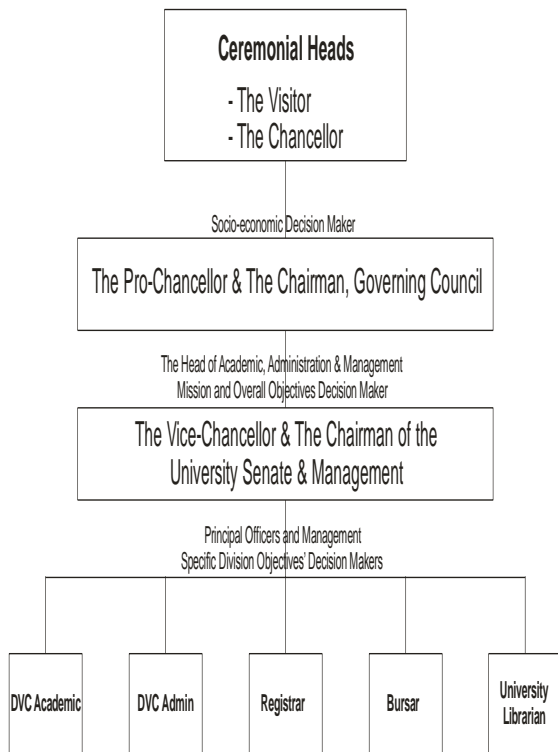 Ceremonial Heads
- The Visitor
- The Chancellor
Socio-economic Decision Maker
The Pro-Chancellor & The Chairman, Governing Council
The Head of Academic, Administration & Management
Mission and Overall Objectives Decision Maker
The Vice-Chancellor & The Chairman of the
University Senate & Management
Principal Officers and Management
Specific Division Objectives' Decision Makers
DVC Academic
DVC Admin
Registrar
Bursar
University
Librarian